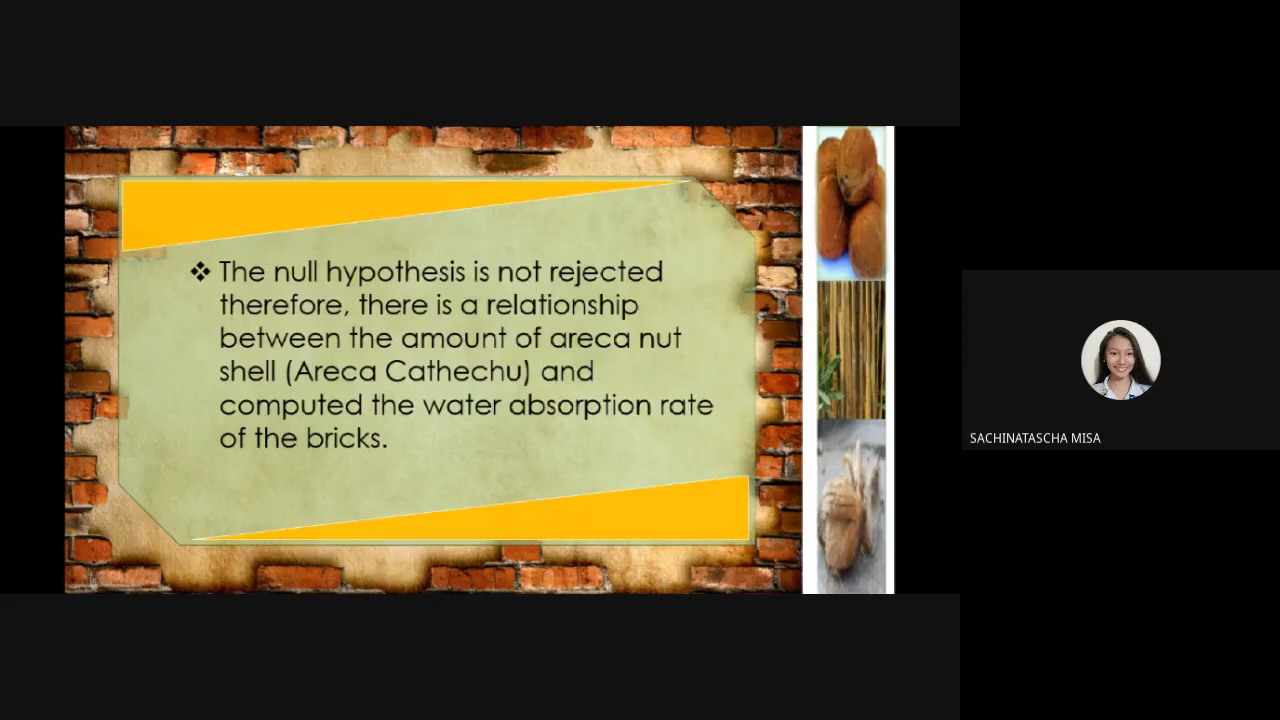 ❖ The null hypothesis is not rejected
therefore, there is a relationship
between the amount of areca nut
shell (Areca Cathechu) and
computed the water absorption rate
of the bricks.
SACHINATASCHA MISA